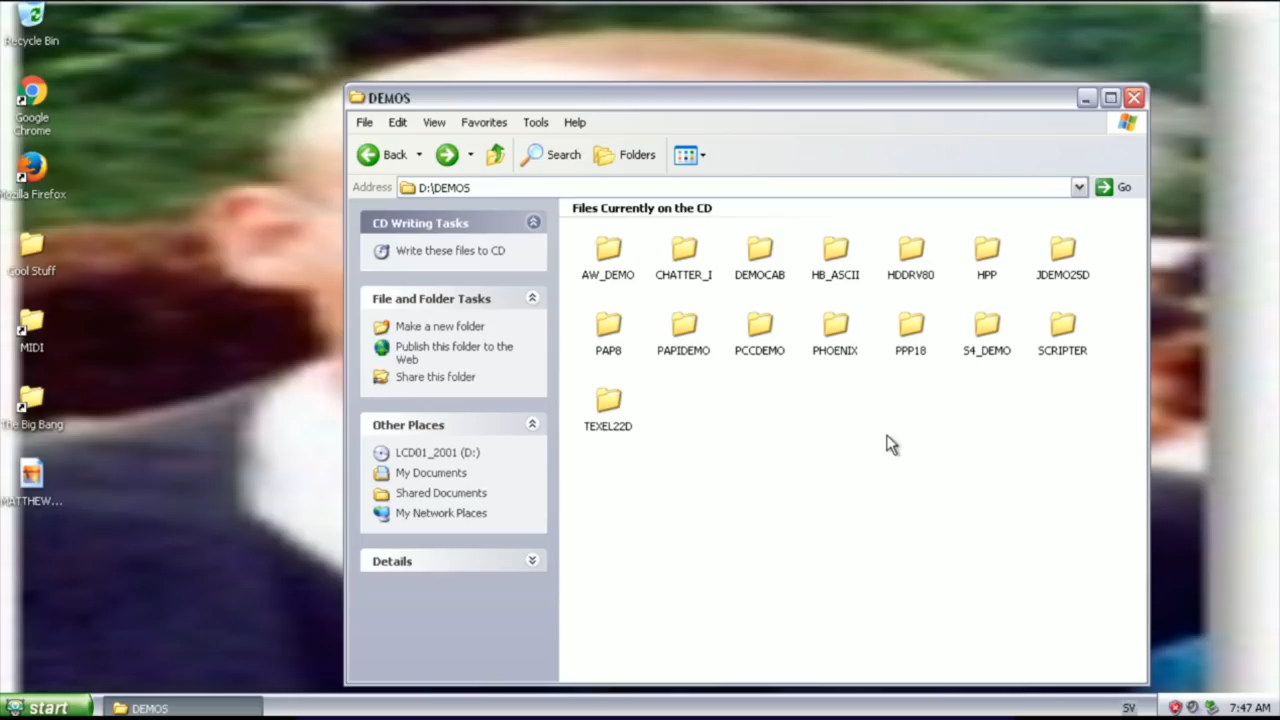 Recycle Bin
Google
Chrome
Mozilla Firefox
Cool Stuff
MIDI
The Big Bang
MATTHEW...
DEMOS
File Edit View Favorites Tools Help
Back Search Folders
Address D:\DEMOS Go
CD Writing Tasks
Write these files to CD
File and Folder Tasks
Make a new folder
Publish this folder to the
Web
Share this folder
Other Places
LCD01_2001 (D:)
My Documents
Shared Documents
My Network Places
Details
Files Currently on the CD
AW_DEMO CHATTER_I DEMOCAB HB_ASCII HDDRV80 HPP JDEMO25D
PAP8 PAPIDEMO PCCDEMO PHOENIX PPP18 S4_DEMO SCRIPTER
TEXEL22D
start DEMOS SV 7:47 AM